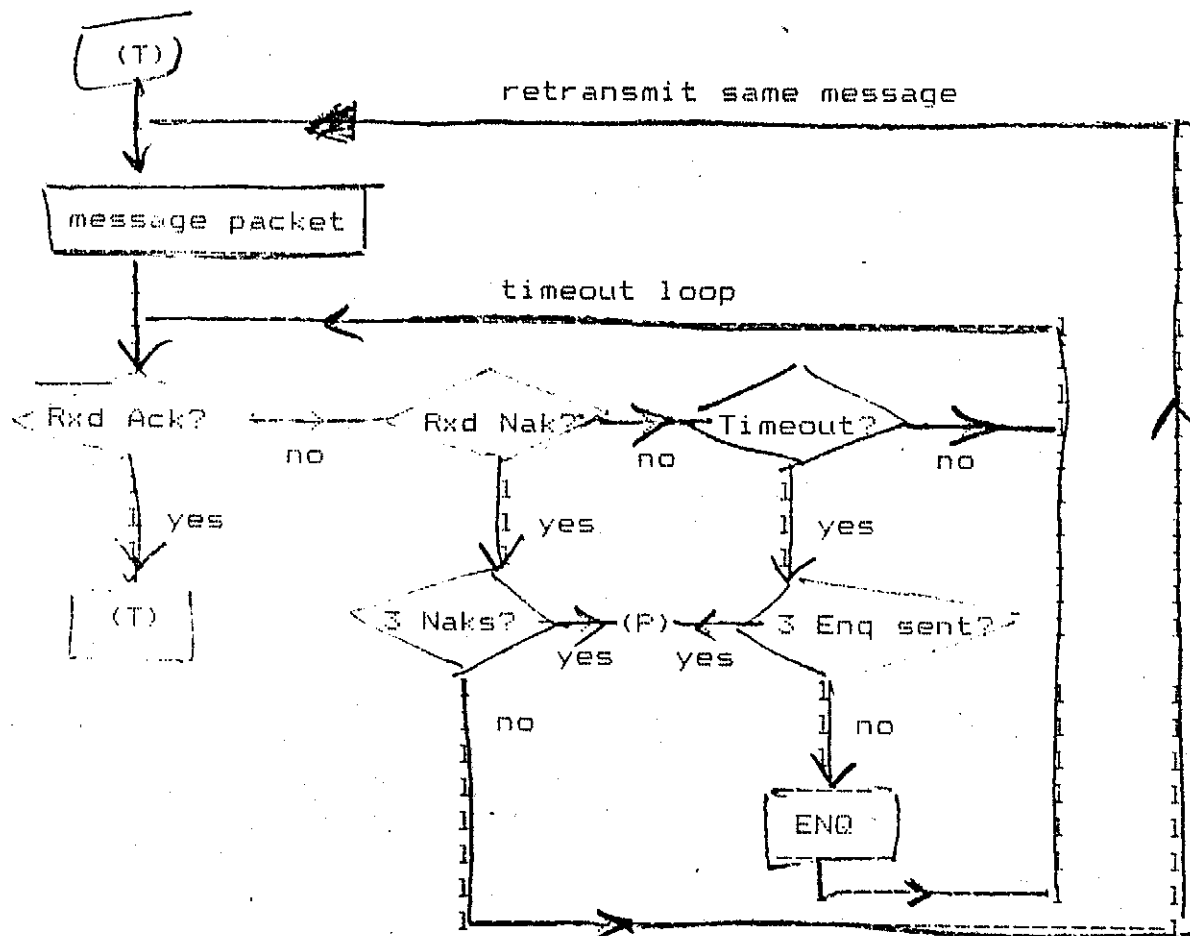 (T)
retransmit same message
message packet
timeout loop
Rxd Ack?
Rxd Nak?
Timeout?
no
no
no
yes
yes
yes
(T)
3 Naks?
(P)
3 Enq sent?
yes
yes
no
no
ENQ